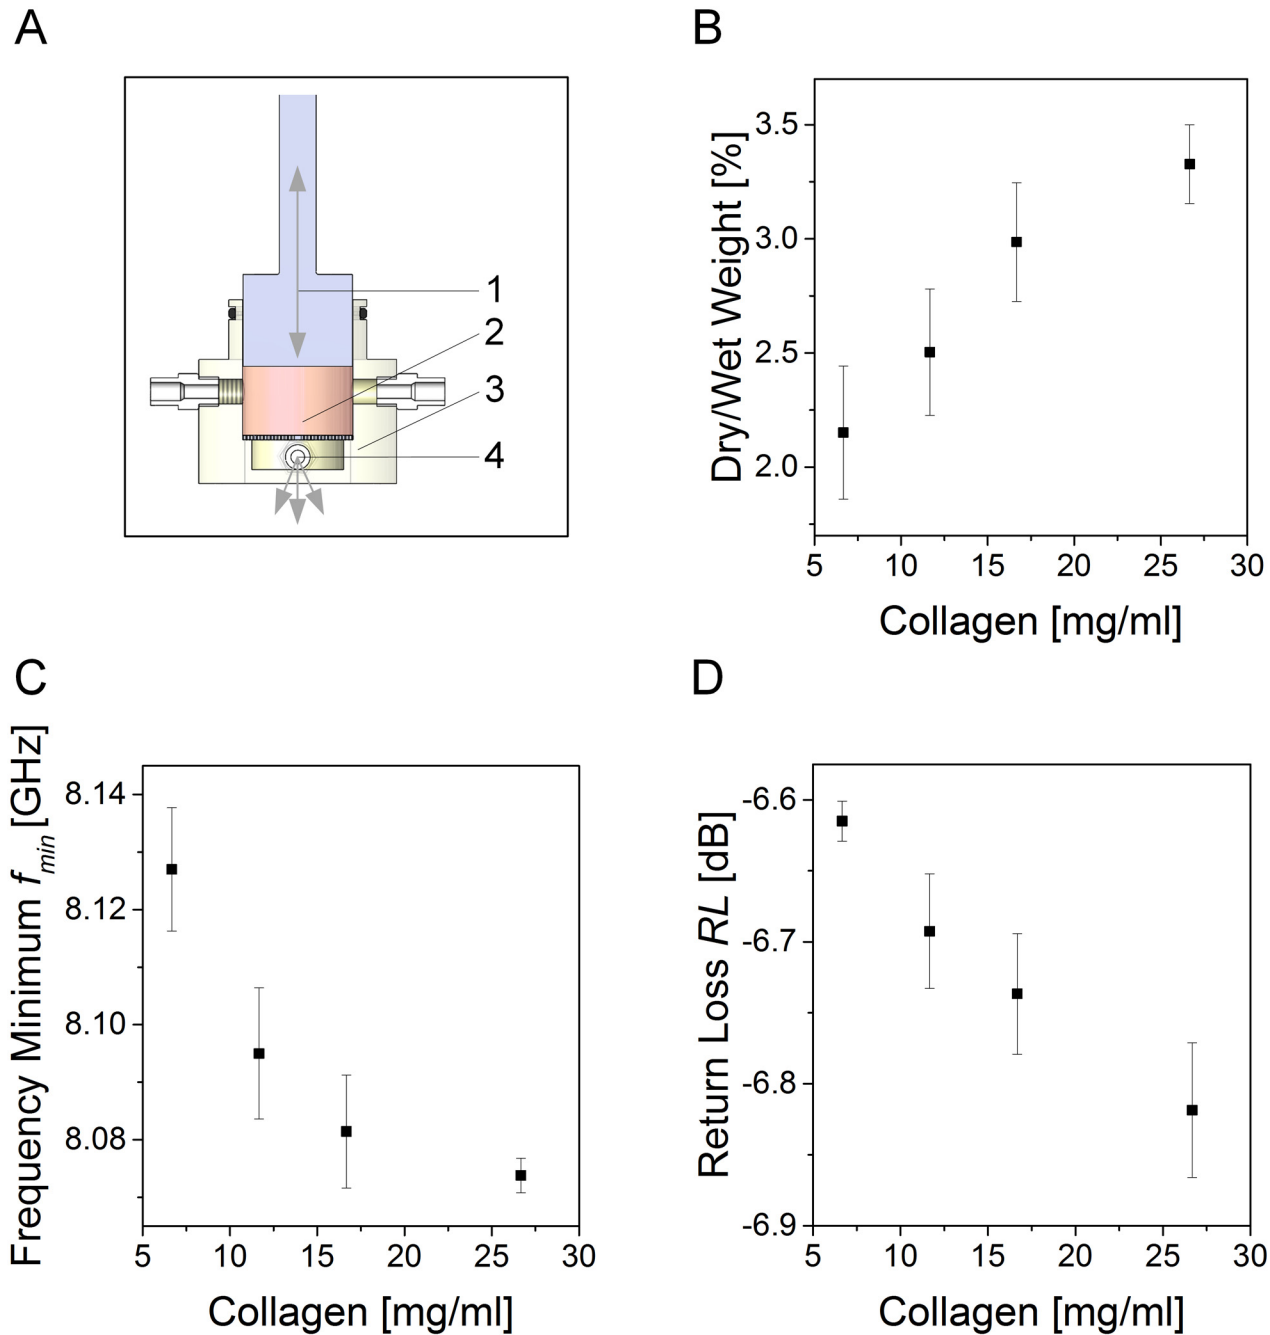 A
1
2
3
4
B
Dry/Wet Weight [%]
3.5
3.0
2.5
2.0
5 10 15 20 25 30
Collagen [mg/ml]
C
Frequency Minimum f_min [GHz]
8.14
8.12
8.10
8.08
5 10 15 20 25 30
Collagen [mg/ml]
D
Return Loss RL [dB]
-6.6
-6.7
-6.8
-6.9
5 10 15 20 25 30
Collagen [mg/ml]